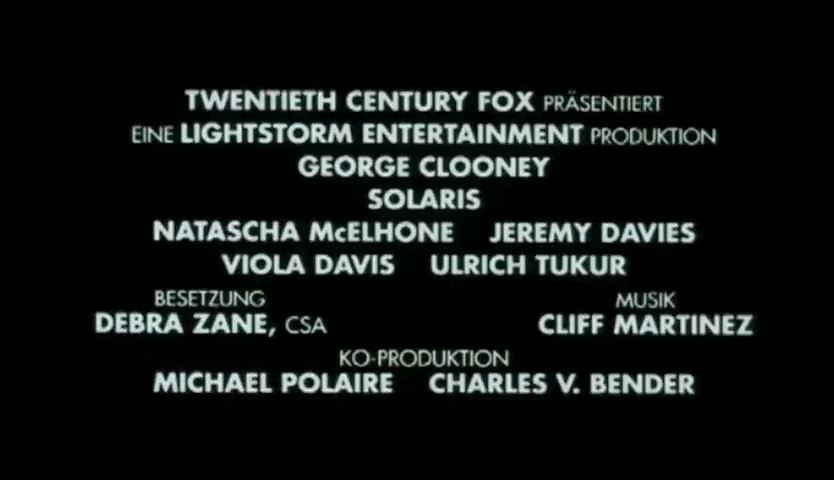 TWENTIETH CENTURY FOX PRÄSENTIERT
EINE LIGHTSTORM ENTERTAINMENT PRODUKTION
GEORGE CLOONEY
SOLARIS
NATASCHA McELHONE JEREMY DAVIES
VIOLA DAVIS ULRICH TUKUR
BESETZUNG MUSIK
DEBRA ZANE, CSA CLIFF MARTINEZ
KO-PRODUKTION
MICHAEL POLAIRE CHARLES V. BENDER